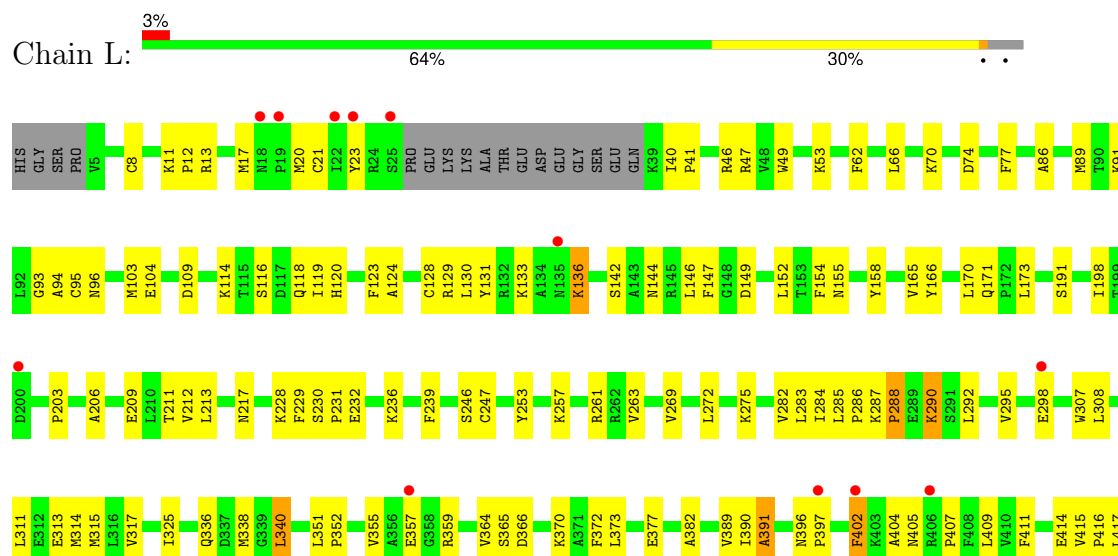 3%
Chain L:
64% 30% • •
HIS GLY SER PRO V5 C8 K11 P12 R13 M17 N18 P19 M20 C21 I22 Y23 R24 S25 PRO GLU LYS LYS ALA THR GLU ASP GLU GLY SER GLU GLN K39 I40 P41 R46 R47 V48 W49 K53 F62 L66 K70 D74 F77 A86 M89 T90 K91
L92 G93 A94 C95 N96 M103 E104 D109 K114 T115 S116 D117 Q118 I119 H120 F123 A124 C128 R129 L130 Y131 R132 K133 A134 N135 K136 S142 A143 N144 R145 L146 F147 G148 D149 L152 T153 F154 N155 Y158 V165 Y166 L170 Q171 P172 L173 S191 I198 T199
D200 P203 A206 E209 L210 T211 V212 L213 N217 K228 F229 S230 P231 E232 K236 F239 S246 C247 Y253 K257 R261 R262 V263 V269 L272 K275 V282 L283 I284 L285 P286 K287 P288 E289 K290 S291 L292 V295 E298 W307 L308
L311 E312 E313 M314 M315 L316 V317 I325 Q336 D337 M338 G339 L340 L351 P352 V355 A356 E357 G358 R359 V364 S365 D366 K370 A371 F372 L373 E377 A382 V389 I390 A391 N396 P397 F402 K403 A404 N405 R406 P407 F408 L409 V410 F411 E414 V415 P416